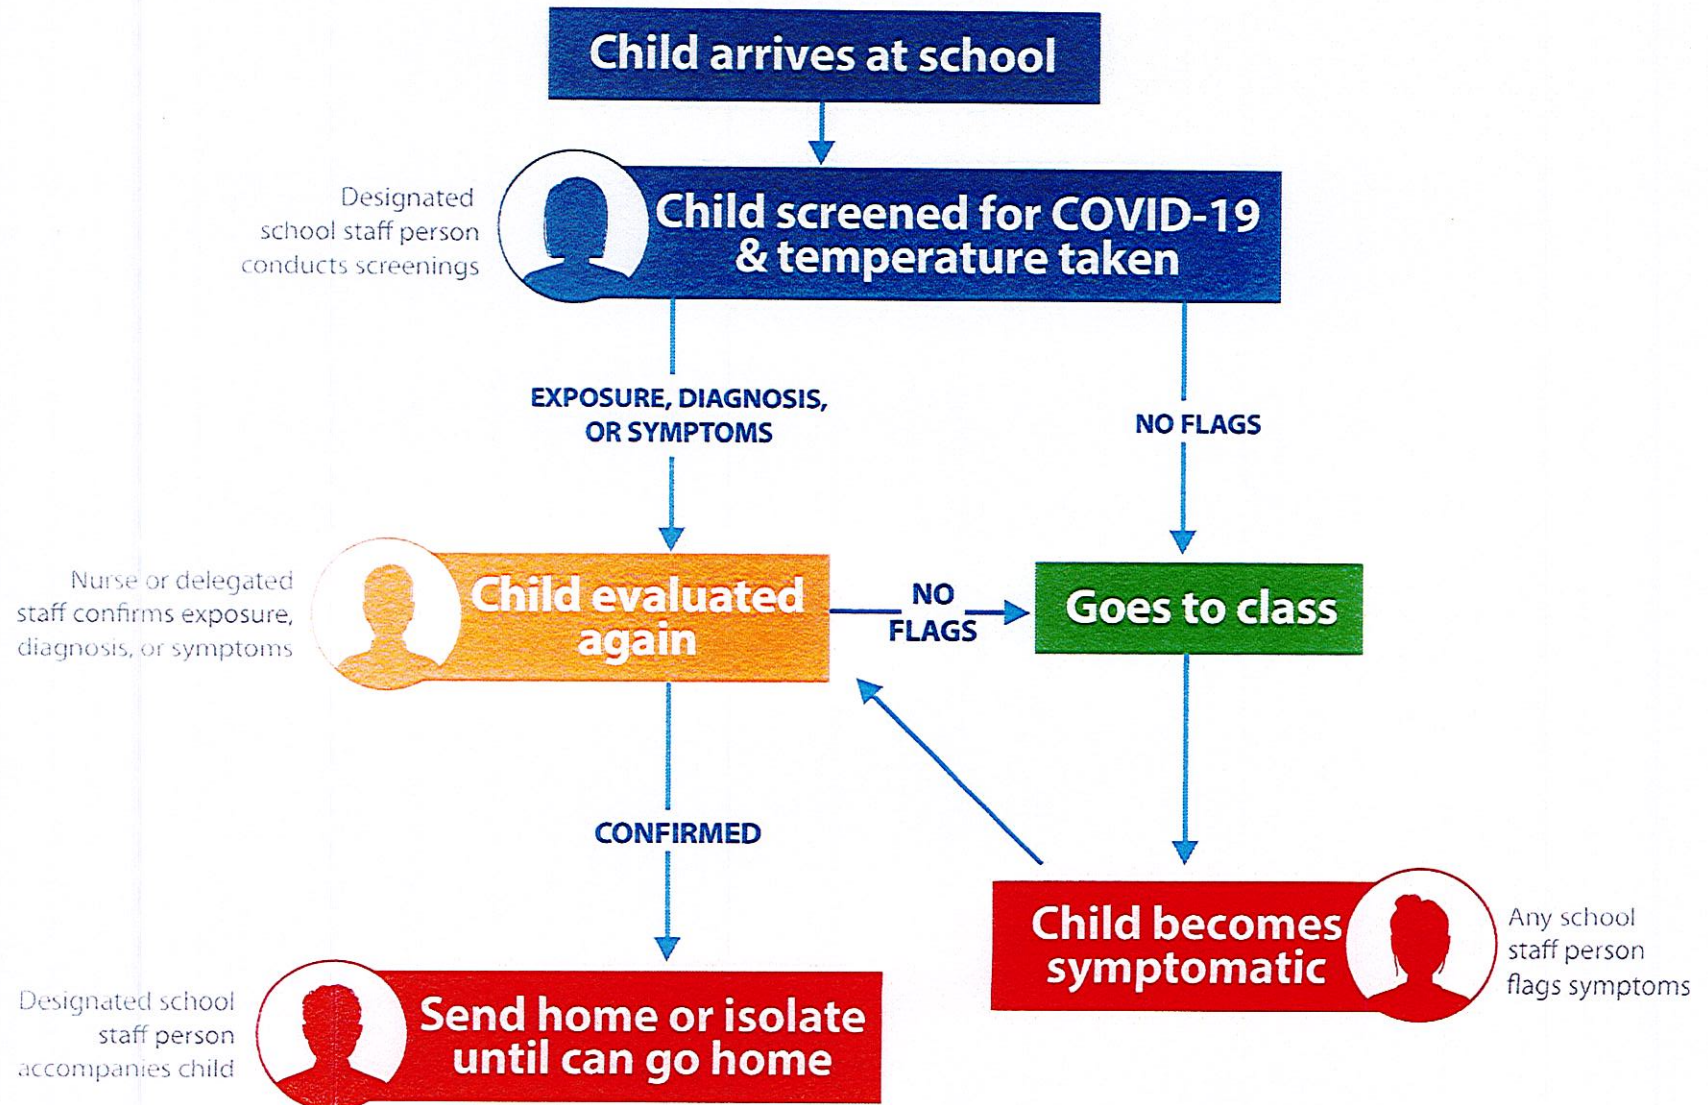 Child arrives at school
Designated
school staff person
conducts screenings
Child screened for COVID-19
& temperature taken
EXPOSURE, DIAGNOSIS,
OR SYMPTOMS
NO FLAGS
Nurse or delegated
staff confirms exposure,
diagnosis, or symptoms
Child evaluated
again
NO
FLAGS
Goes to class
CONFIRMED
Child becomes
symptomatic
Any school
staff person
flags symptoms
Designated school
staff person
accompanies child
Send home or isolate
until can go home